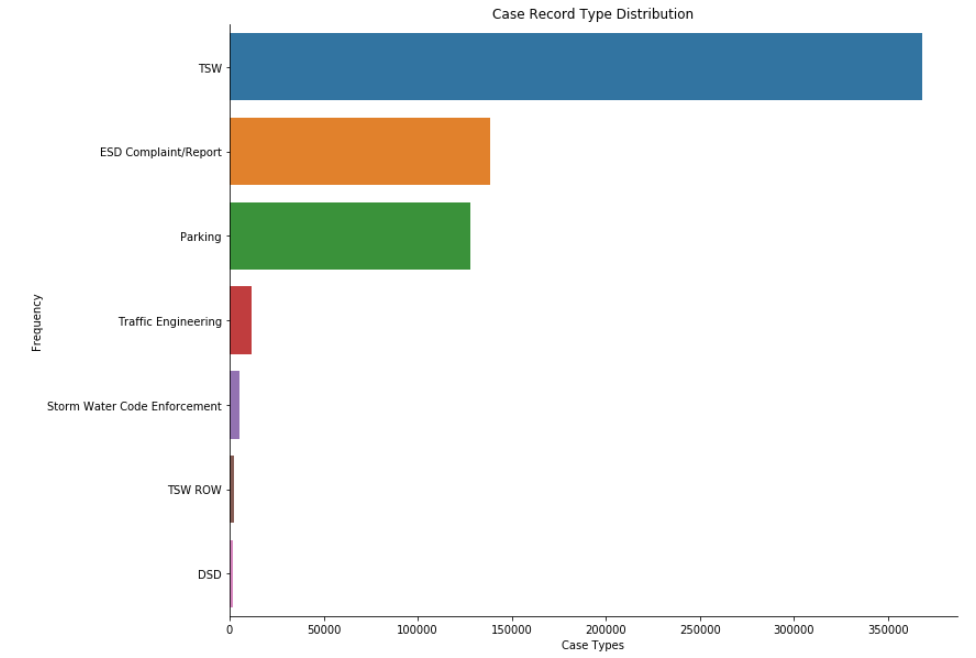 Case Record Type Distribution
TSW
ESD Complaint/Report
Parking
Traffic Engineering
Storm Water Code Enforcement
TSW ROW
DSD
Frequency
0 50000 100000 150000 200000 250000 300000 350000
Case Types